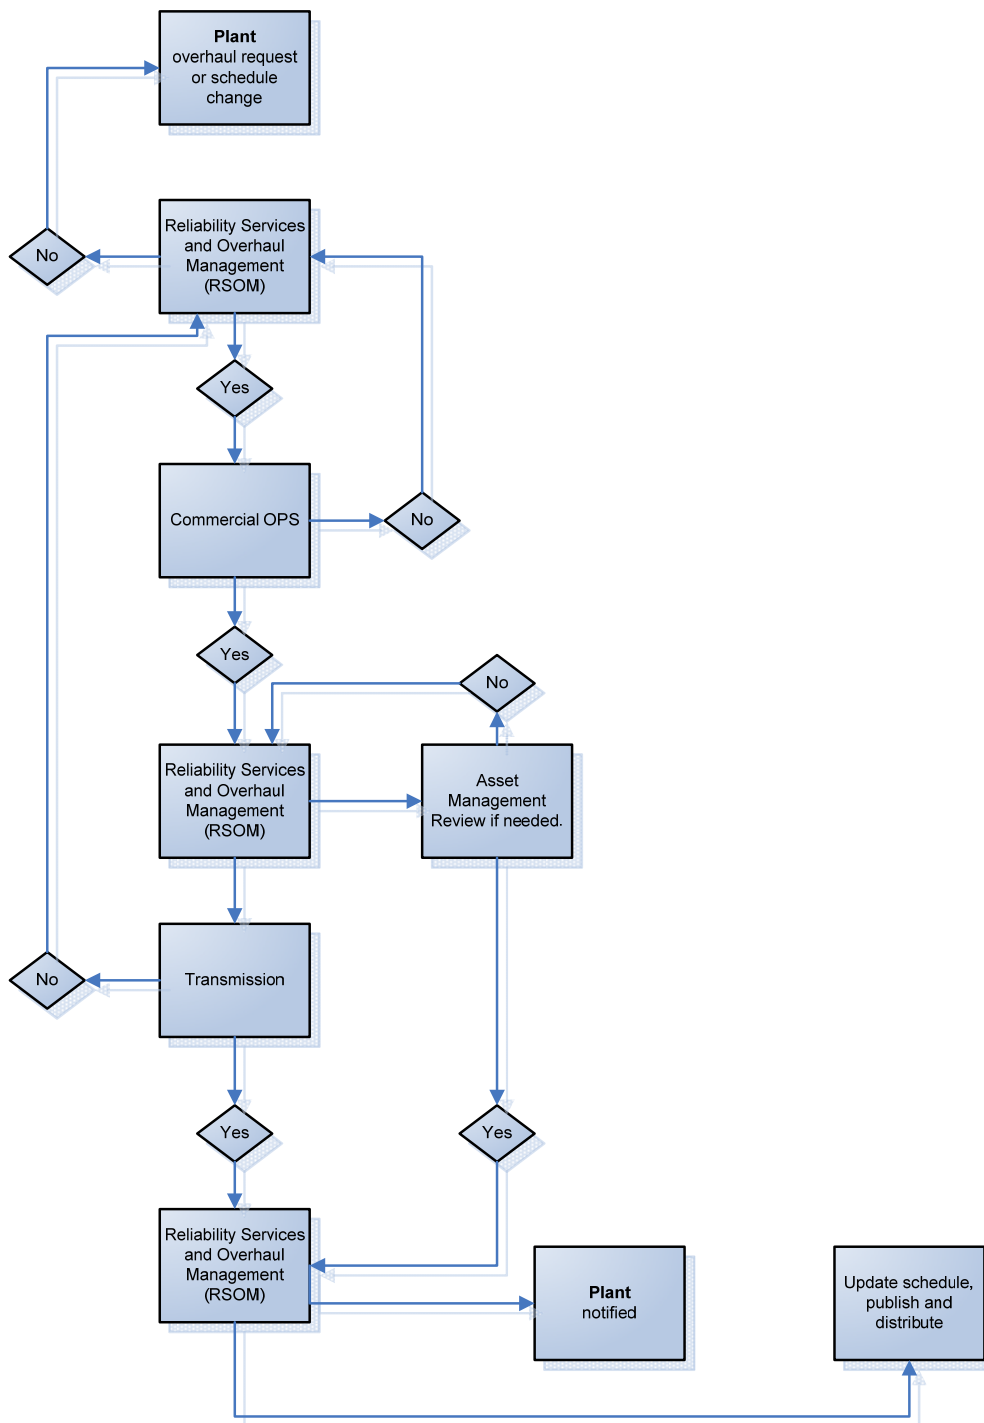 Plant
overhaul request
or schedule
change
Reliability Services
and Overhaul
Management
(RSOM)
No
Yes
Commercial OPS
No
Yes
No
Reliability Services
and Overhaul
Management
(RSOM)
Asset
Management
Review if needed.
Transmission
No
Yes
Yes
Reliability Services
and Overhaul
Management
(RSOM)
Plant
notified
Update schedule,
publish and
distribute